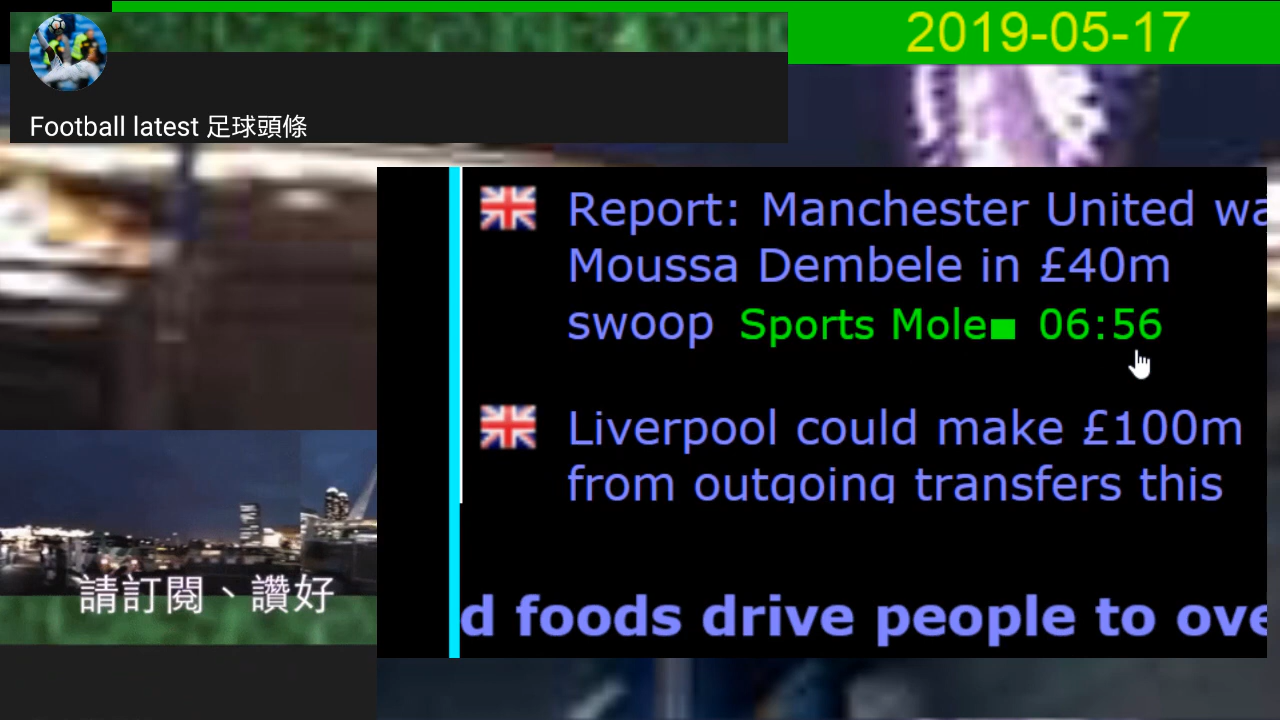 2019-05-17
Football latest 足球頭條
Report: Manchester United
Moussa Dembele in £40m
swoop Sports Mole 06:56
Liverpool could make £100m
from outgoing transfers this
請訂閱、讚好
foods drive people to